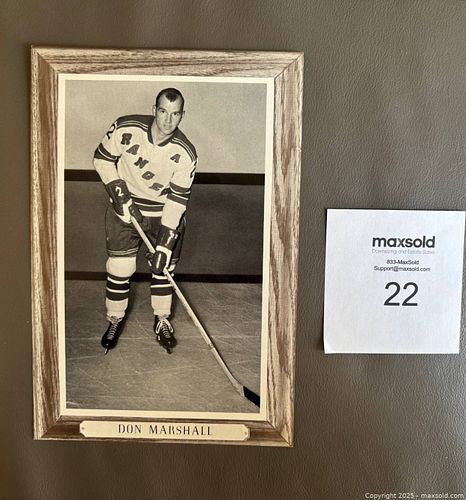 2
RANGERS
A
2
DON MARSHALL
maxsold
Downsizing and Estate Sales
833-MaxSold
Support@maxsold.com
22
Copyright 2025 - maxsold.com